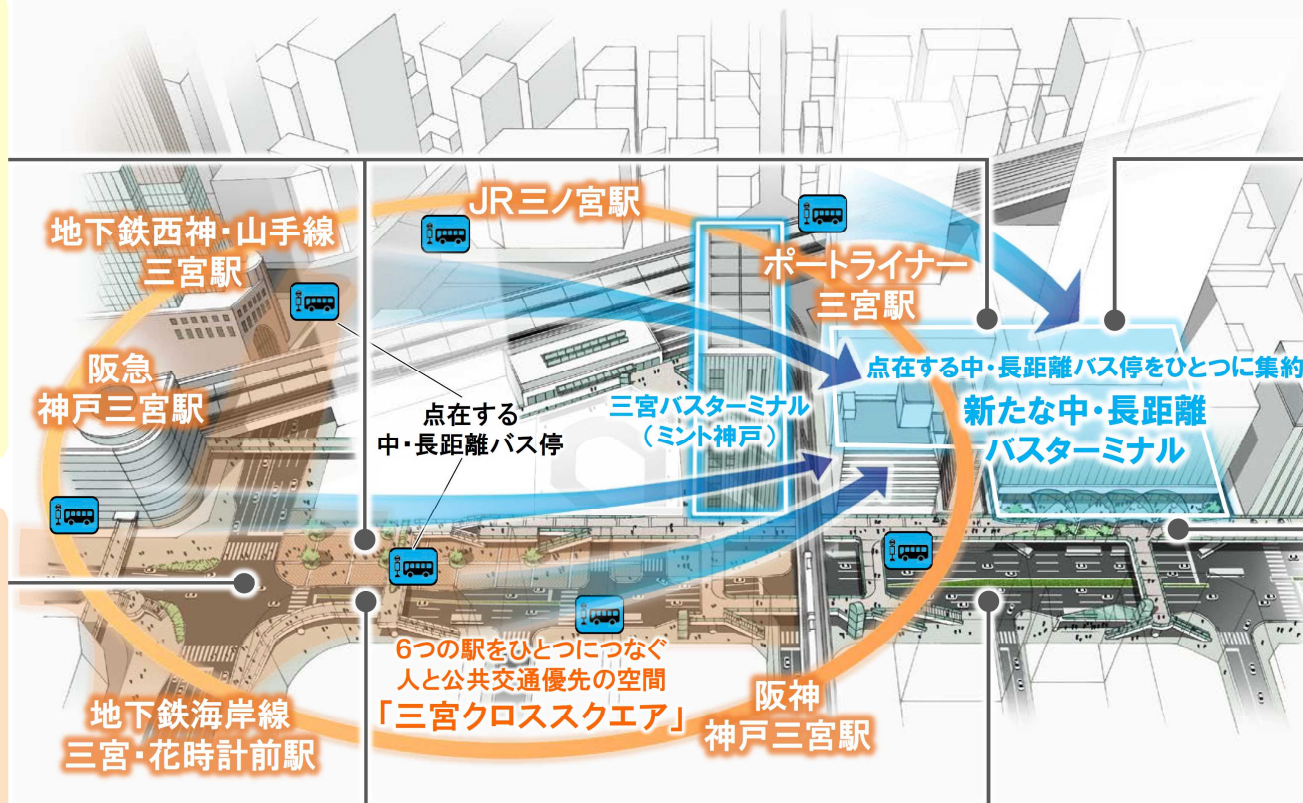 JR三ノ宮駅
地下鉄西神・山手線
三宮駅
ポートライナー
三宮駅
阪急
神戸三宮駅
点在する
中・長距離バス停
三宮バスターミナル
（ミント神戸）
点在する中・長距離バス停をひとつに集約
新たな中・長距離
バスターミナル
6つの駅をひとつにつなぐ
人と公共交通優先の空間
「三宮クロススクエア」
地下鉄海岸線
三宮・花時計前駅
阪神
神戸三宮駅